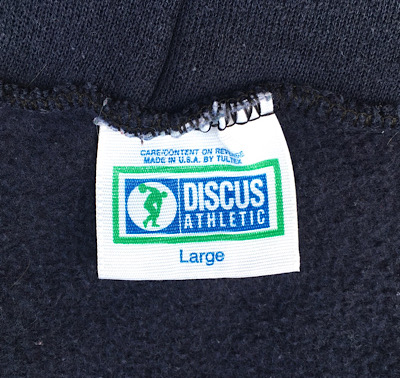 CARE/CONTENT ON REVERSE
MADE IN U.S.A. BY TULTEX
DISCUS
ATHLETIC
Large